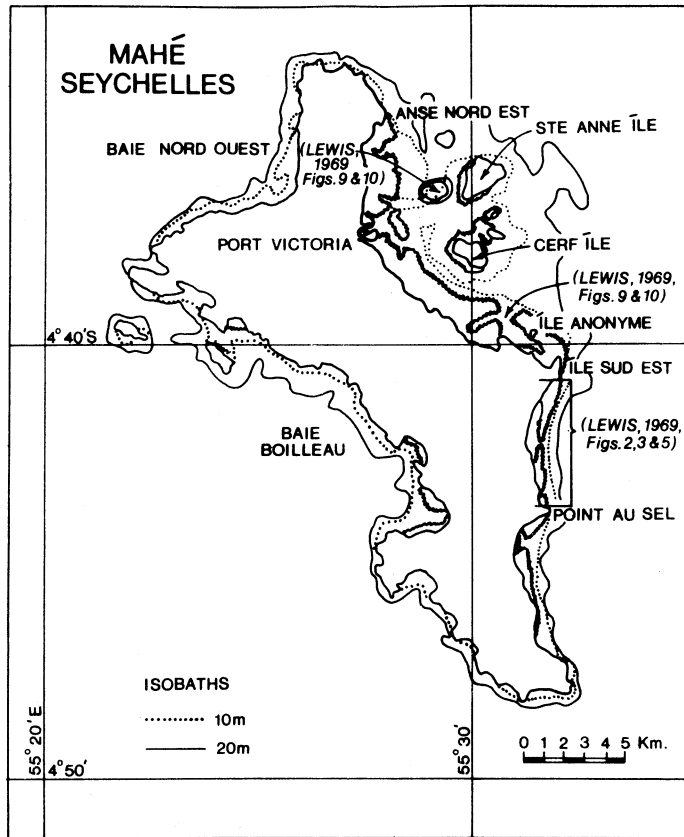 MAHÉ
SEYCHELLES
ANSE NORD EST
STE ANNE ÎLE
BAIE NORD OUEST
(LEWIS,
1969
Figs. 9 & 10)
PORT VICTORIA
CERF ÎLE
(LEWIS, 1969,
Figs. 9 & 10)
ÎLE ANONYME
4° 40'S
ILE SUD EST
(LEWIS, 1969,
Figs. 2, 3 & 5)
BAIE
BOILLEAU
POINT AU SEL
ISOBATHS
10m
20m
55° 20' E
55° 30'
0 1 2 3 4 5 Km.
4° 50'